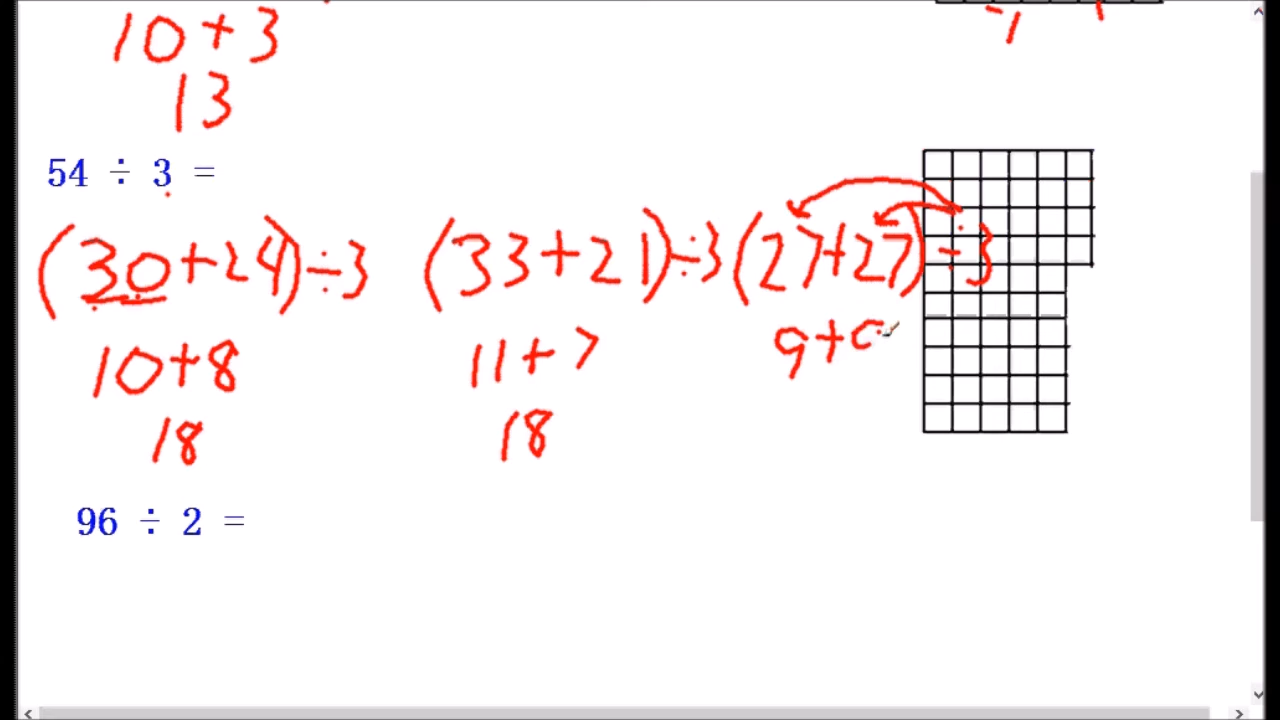 10 + 3
13
-1
54 ÷ 3 =
(30+24)÷3 (33+21)÷3 (27+27)÷3
10+8 11+7 9+
18 18
96 ÷ 2 =